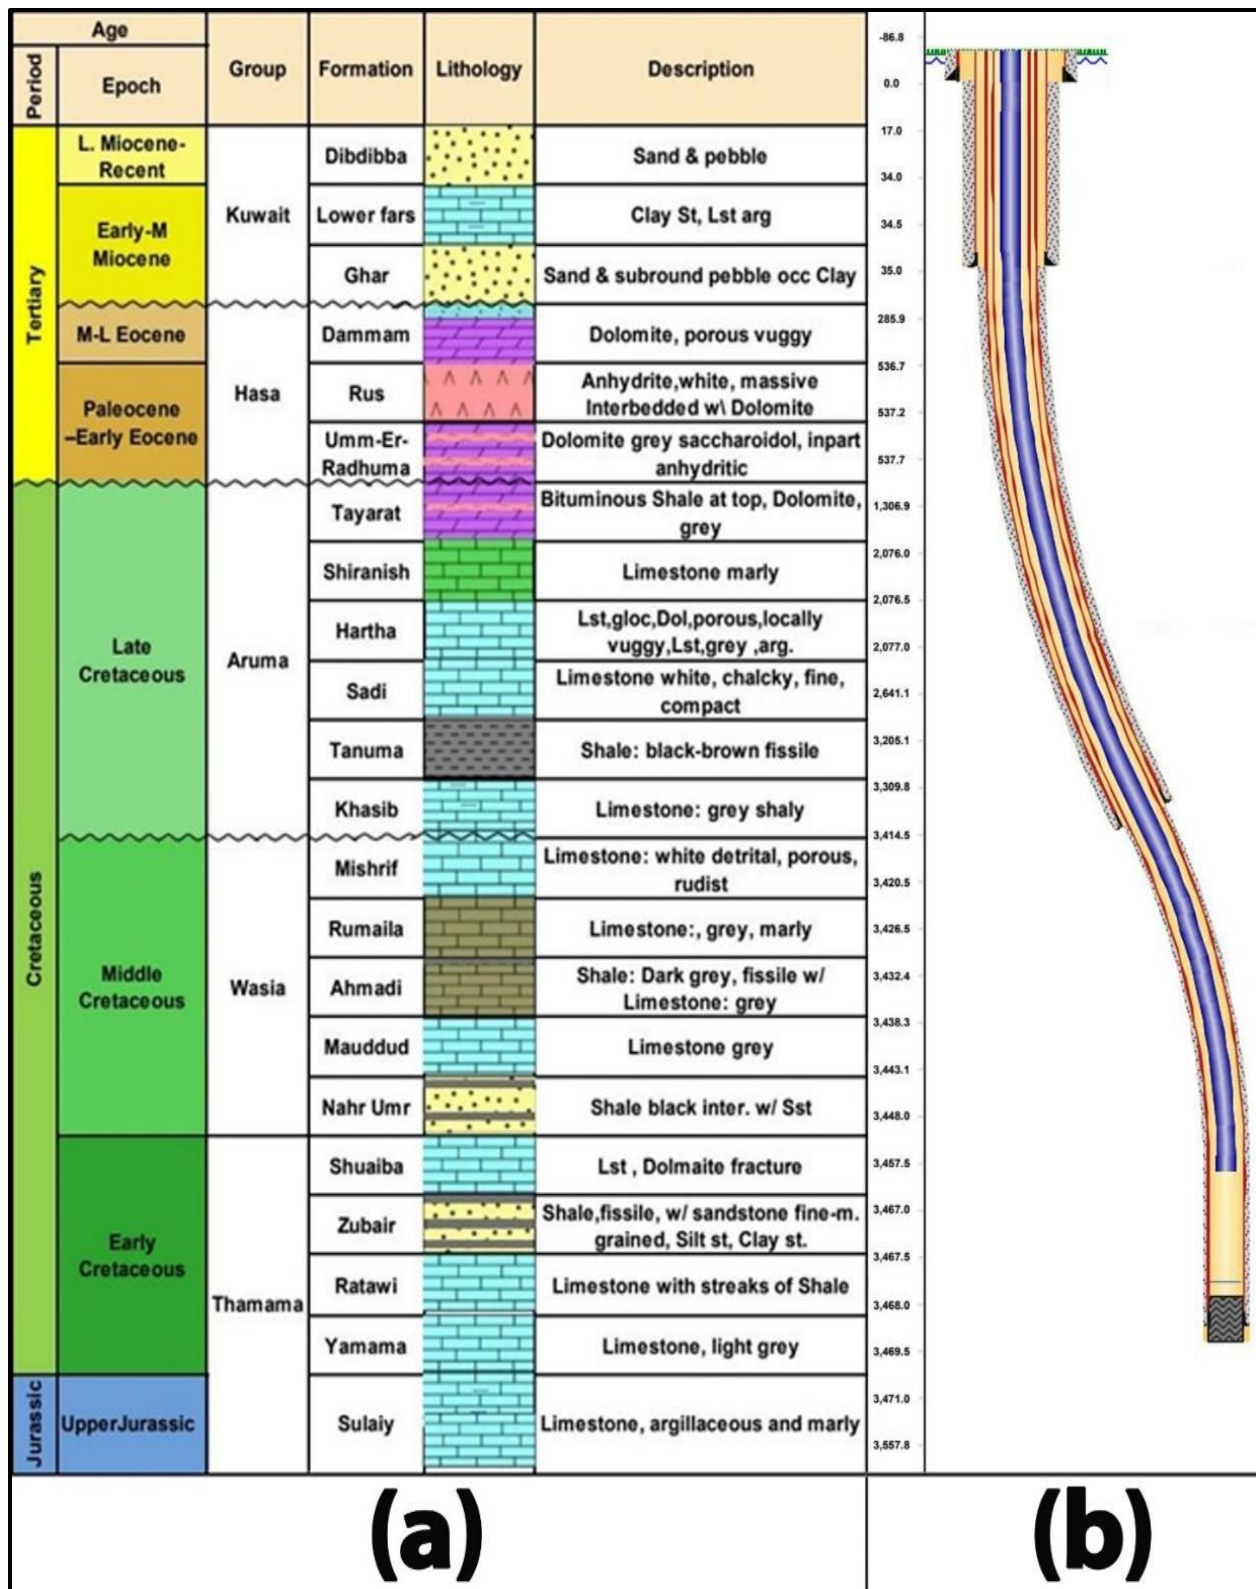 Age
Period
Epoch
Group
Formation
Lithology
Description
Tertiary
L. Miocene-
Recent
Kuwait
Dibdibba
Sand & pebble
Early-M
Miocene
Lower fars
Clay St, Lst arg
Ghar
Sand & subround pebble occ Clay
M-L Eocene
Hasa
Dammam
Dolomite, porous vuggy
Paleocene
–Early Eocene
Rus
Anhydrite,white, massive
Interbedded w\ Dolomite
Umm-Er-
Radhuma
Dolomite grey saccharoidol, inpart
anhydritic
Cretaceous
Late
Cretaceous
Aruma
Tayarat
Bituminous Shale at top, Dolomite,
grey
Shiranish
Limestone marly
Hartha
Lst,gloc,Dol,porous,locally
vuggy,Lst,grey ,arg.
Sadi
Limestone white, chalcky, fine,
compact
Tanuma
Shale: black-brown fissile
Khasib
Limestone: grey shaly
Middle
Cretaceous
Wasia
Mishrif
Limestone: white detrital, porous,
rudist
Rumaila
Limestone:, grey, marly
Ahmadi
Shale: Dark grey, fissile w/
Limestone: grey
Mauddud
Limestone grey
Nahr Umr
Shale black inter. w/ Sst
Early
Cretaceous
Thamama
Shuaiba
Lst , Dolmaite fracture
Zubair
Shale,fissile, w/ sandstone fine-m.
grained, Silt st, Clay st.
Ratawi
Limestone with streaks of Shale
Yamama
Limestone, light grey
Jurassic
UpperJurassic
Sulaiy
Limestone, argillaceous and marly
-86.8
0.0
17.0
34.0
34.5
35.0
285.9
536.7
537.2
537.7
1,306.9
2,076.0
2,076.5
2,077.0
2,641.1
3,205.1
3,309.8
3,414.5
3,420.5
3,426.5
3,432.4
3,438.3
3,443.1
3,448.0
3,457.5
3,467.0
3,467.5
3,468.0
3,469.5
3,471.0
3,557.8
(a)
(b)